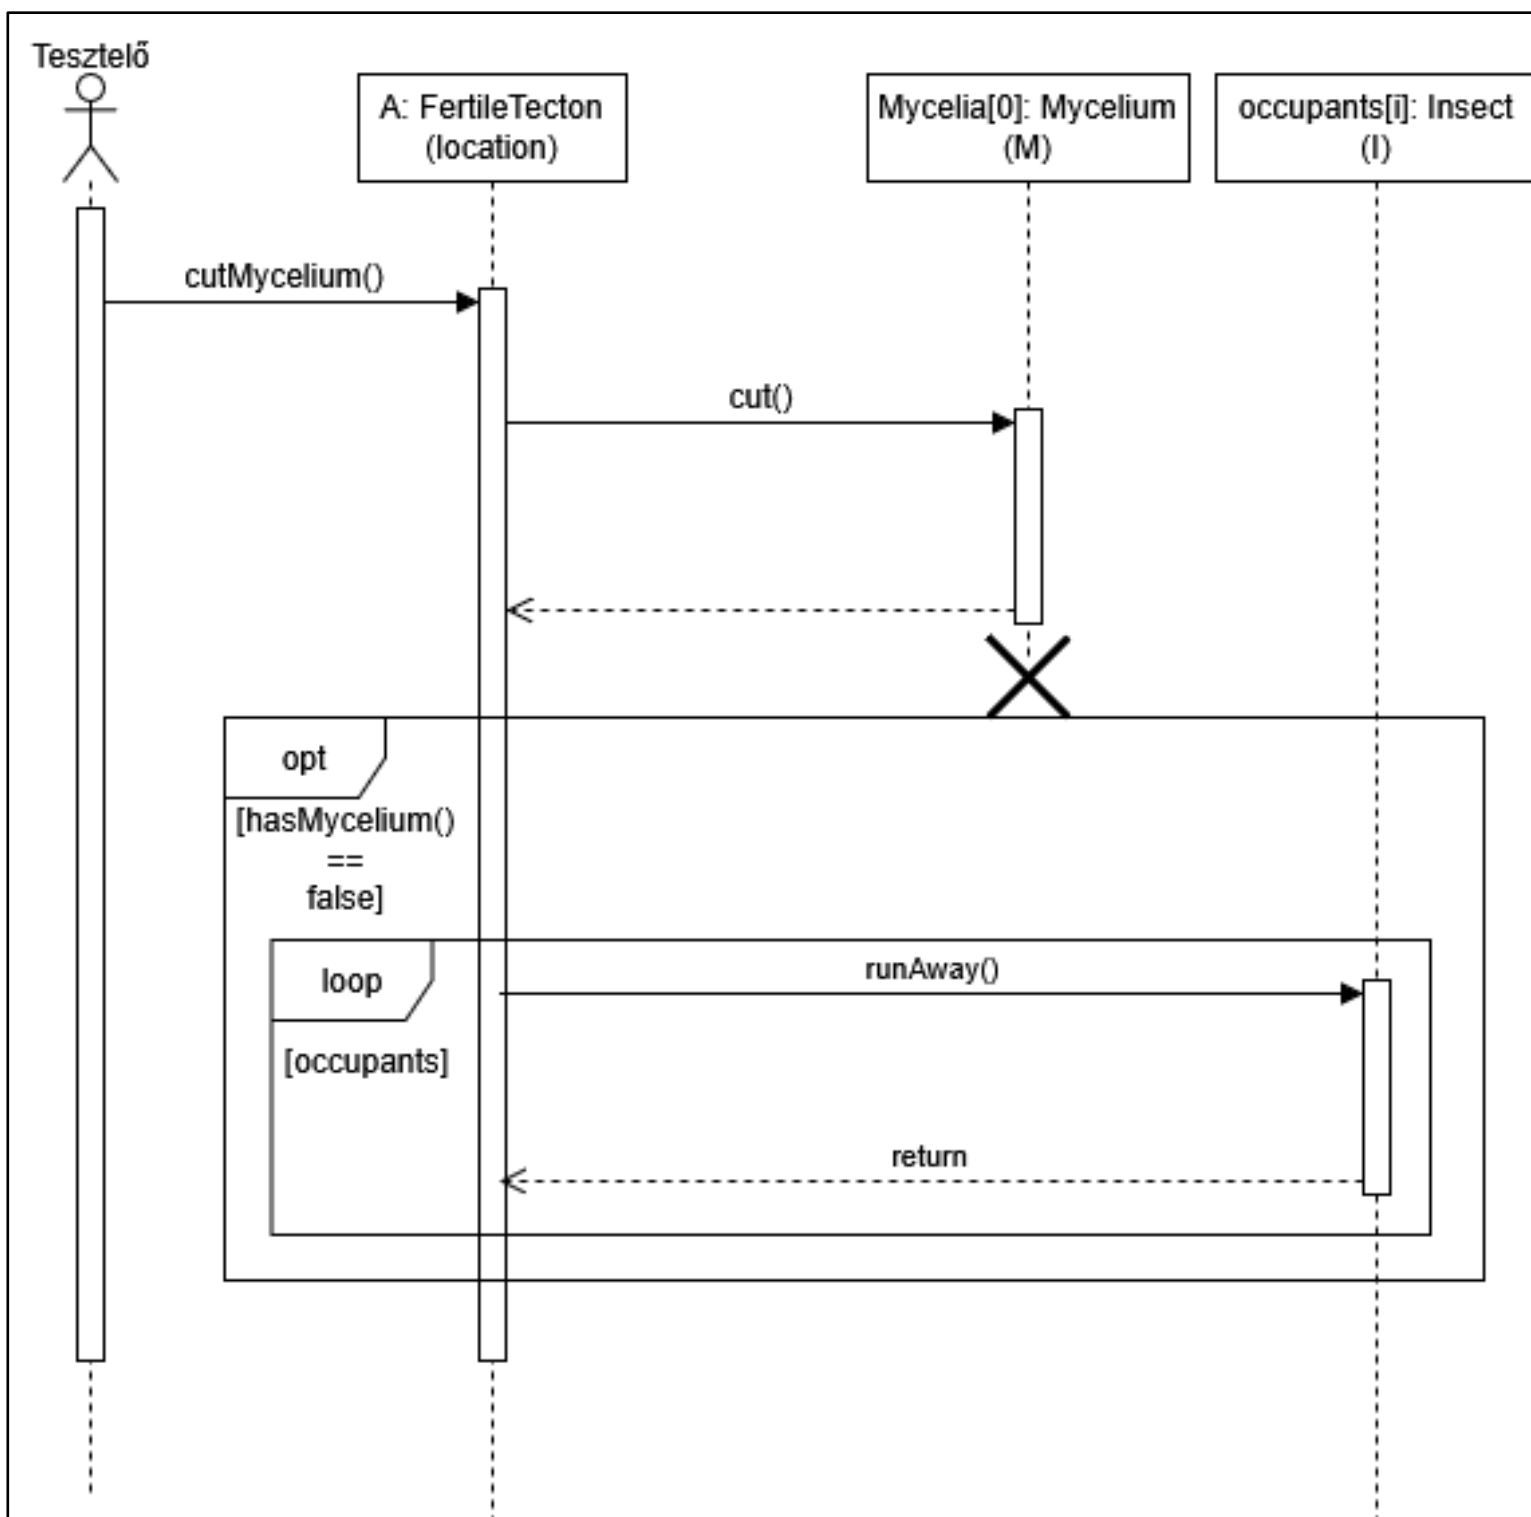 Tesztelő
A: FertileTecton
(location)
Mycelia[0]: Mycelium
(M)
occupants[i]: Insect
(I)
cutMycelium()
cut()
opt
[hasMycelium()
==
false]
loop
runAway()
[occupants]
return